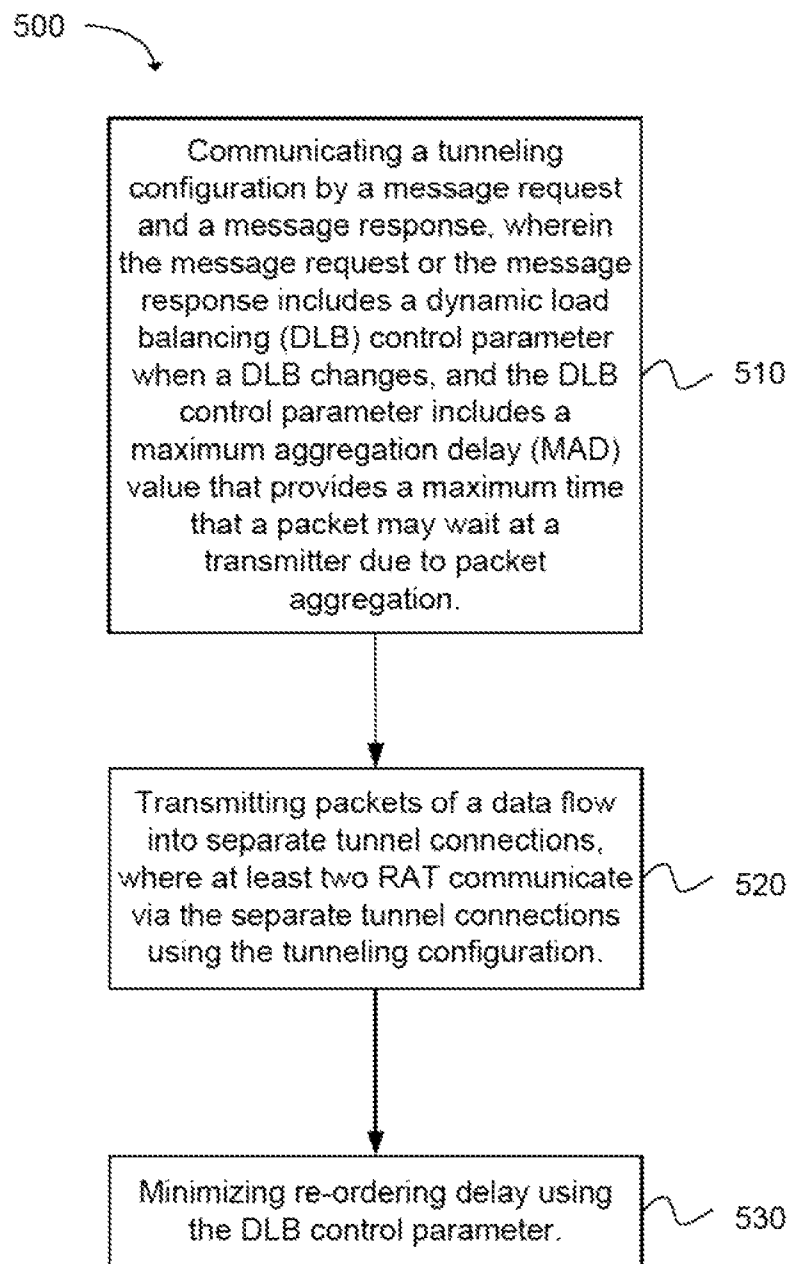 500
Communicating a tunneling
configuration by a message request
and a message response, wherein
the message request or the message
response includes a dynamic load
balancing (DLB) control parameter
when a DLB changes, and the DLB
control parameter includes a
maximum aggregation delay (MAD)
value that provides a maximum time
that a packet may wait at a
transmitter due to packet
aggregation.
510
Transmitting packets of a data flow
into separate tunnel connections,
where at least two RAT communicate
via the separate tunnel connections
using the tunneling configuration.
520
Minimizing re-ordering delay using
the DLB control parameter.
530